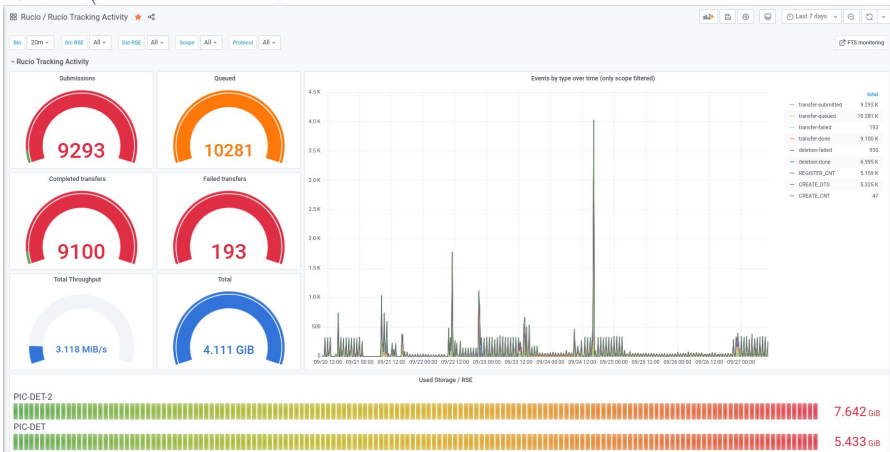 Rucio / Rucio Tracking Activity
Last 7 days
Bin 20m Src RSE All Dst RSE All Scope All Protocol All
FTS monitoring
Rucio Tracking Activity
Submissions
9293
Queued
10281
Completed transfers
9100
Failed transfers
193
Total Throughput
3.118 MiB/s
Total
4.111 GiB
Events by type over time (only scope filtered)
4.5 K
4.0 K
3.5 K
3.0 K
2.5 K
2.0 K
1.5 K
1.0 K
500
0
09/20 12:00 09/21 00:00 09/21 12:00 09/22 00:00 09/22 12:00 09/23 00:00 09/23 12:00 09/24 00:00 09/24 12:00 09/25 00:00 09/25 12:00 09/26 00:00 09/26 12:00 09/27 00:00
total
transfer-submitted 9.293 K
transfer-queued 10.281 K
transfer-failed 193
transfer-done 9.100 K
deletion-failed 930
deletion-done 6.995 K
REGISTER_CNT 5.159 K
CREATE_DTS 5.325 K
CREATE_CNT 47
Used Storage / RSE
PIC-DET-2
7.642 GiB
PIC-DET
5.433 GiB